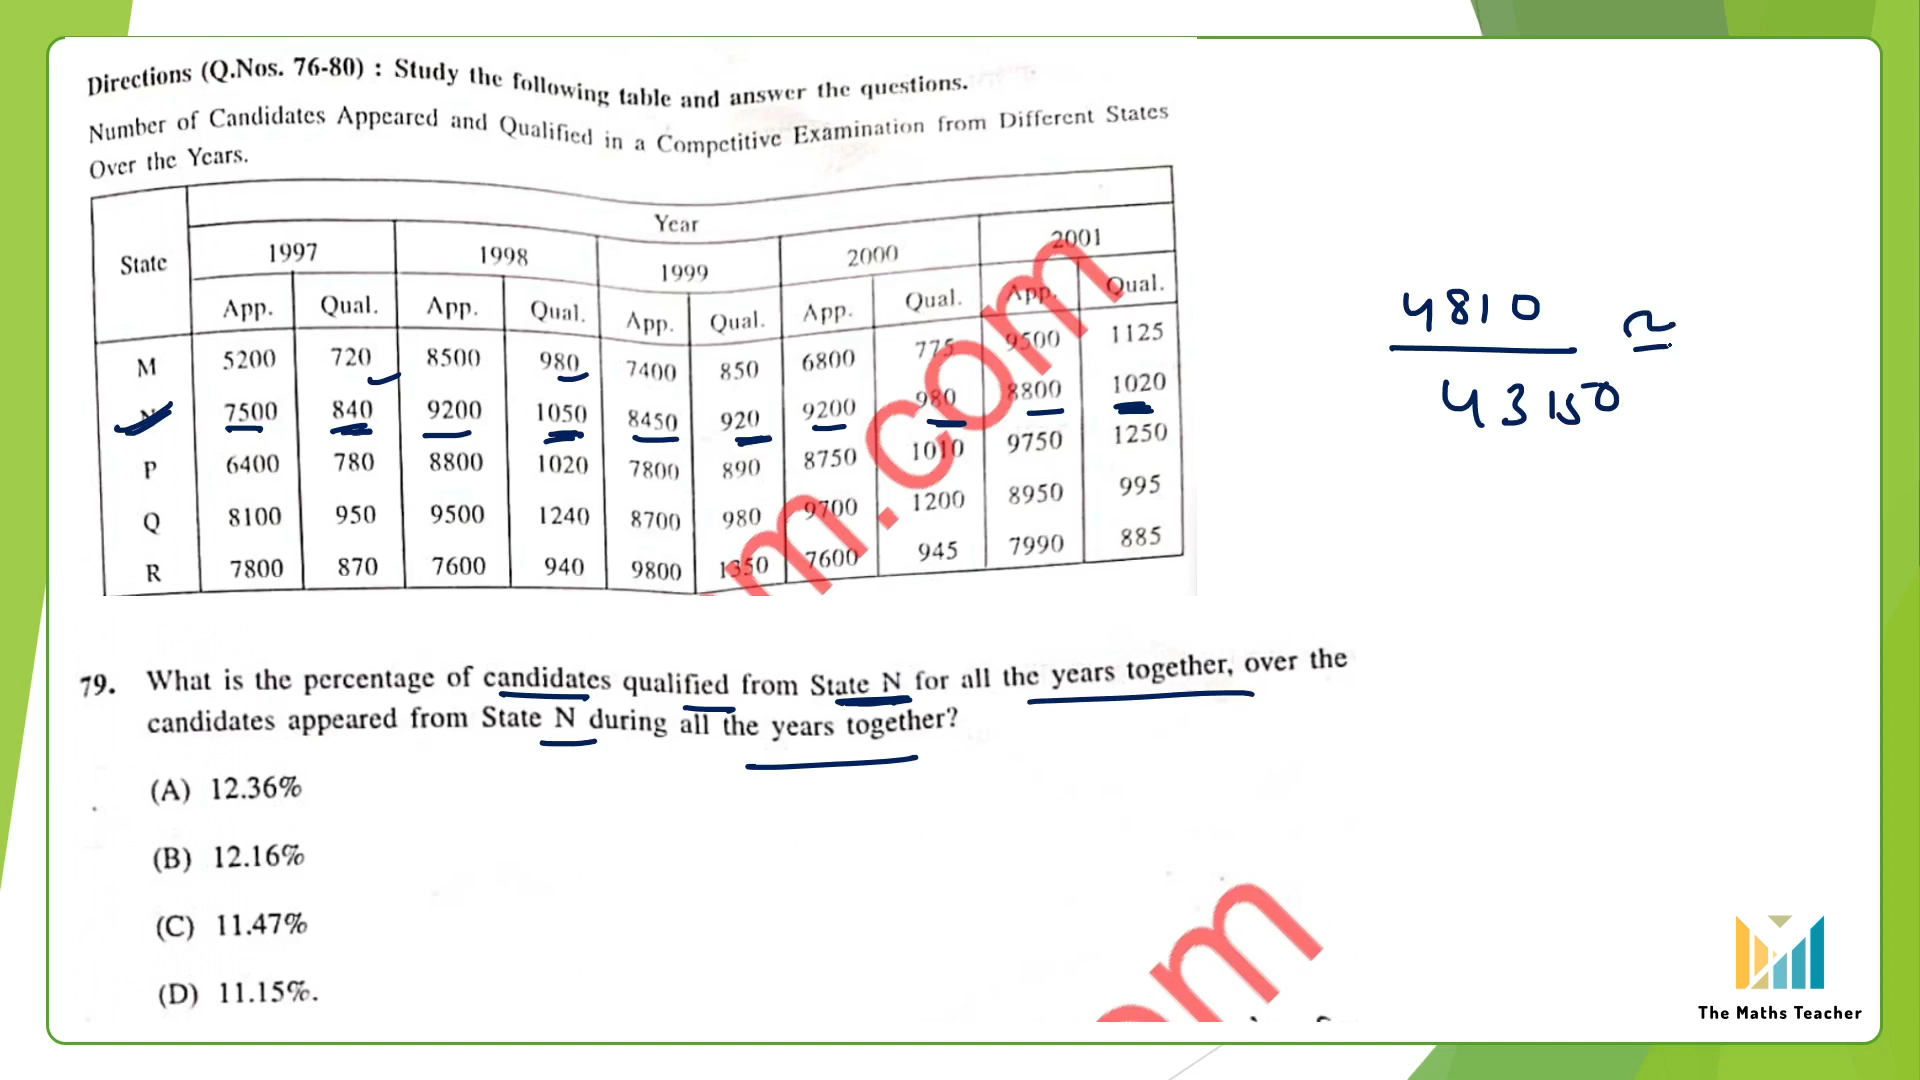 Directions (Q.Nos. 76-80) : Study the following table and answer the questions.
Number of Candidates Appeared and Qualified in a Competitive Examination from Different States
Over the Years.
State Year
1997 1998 1999 2000 2001
App. Qual. App. Qual. App. Qual. App. Qual. App. Qual.
M 5200 720 8500 980 7400 850 6800 775 9500 1125
N 7500 840 9200 1050 8450 920 9200 980 8800 1020
P 6400 780 8800 1020 7800 890 8750 1010 9750 1250
Q 8100 950 9500 1240 8700 980 9700 1200 8950 995
R 7800 870 7600 940 9800 1350 7600 945 7990 885
4810
≃
43150
m.com
79. What is the percentage of candidates qualified from State N for all the years together, over the
candidates appeared from State N during all the years together?
(A) 12.36%
(B) 12.16%
(C) 11.47%
(D) 11.15%.
om
The Maths Teacher